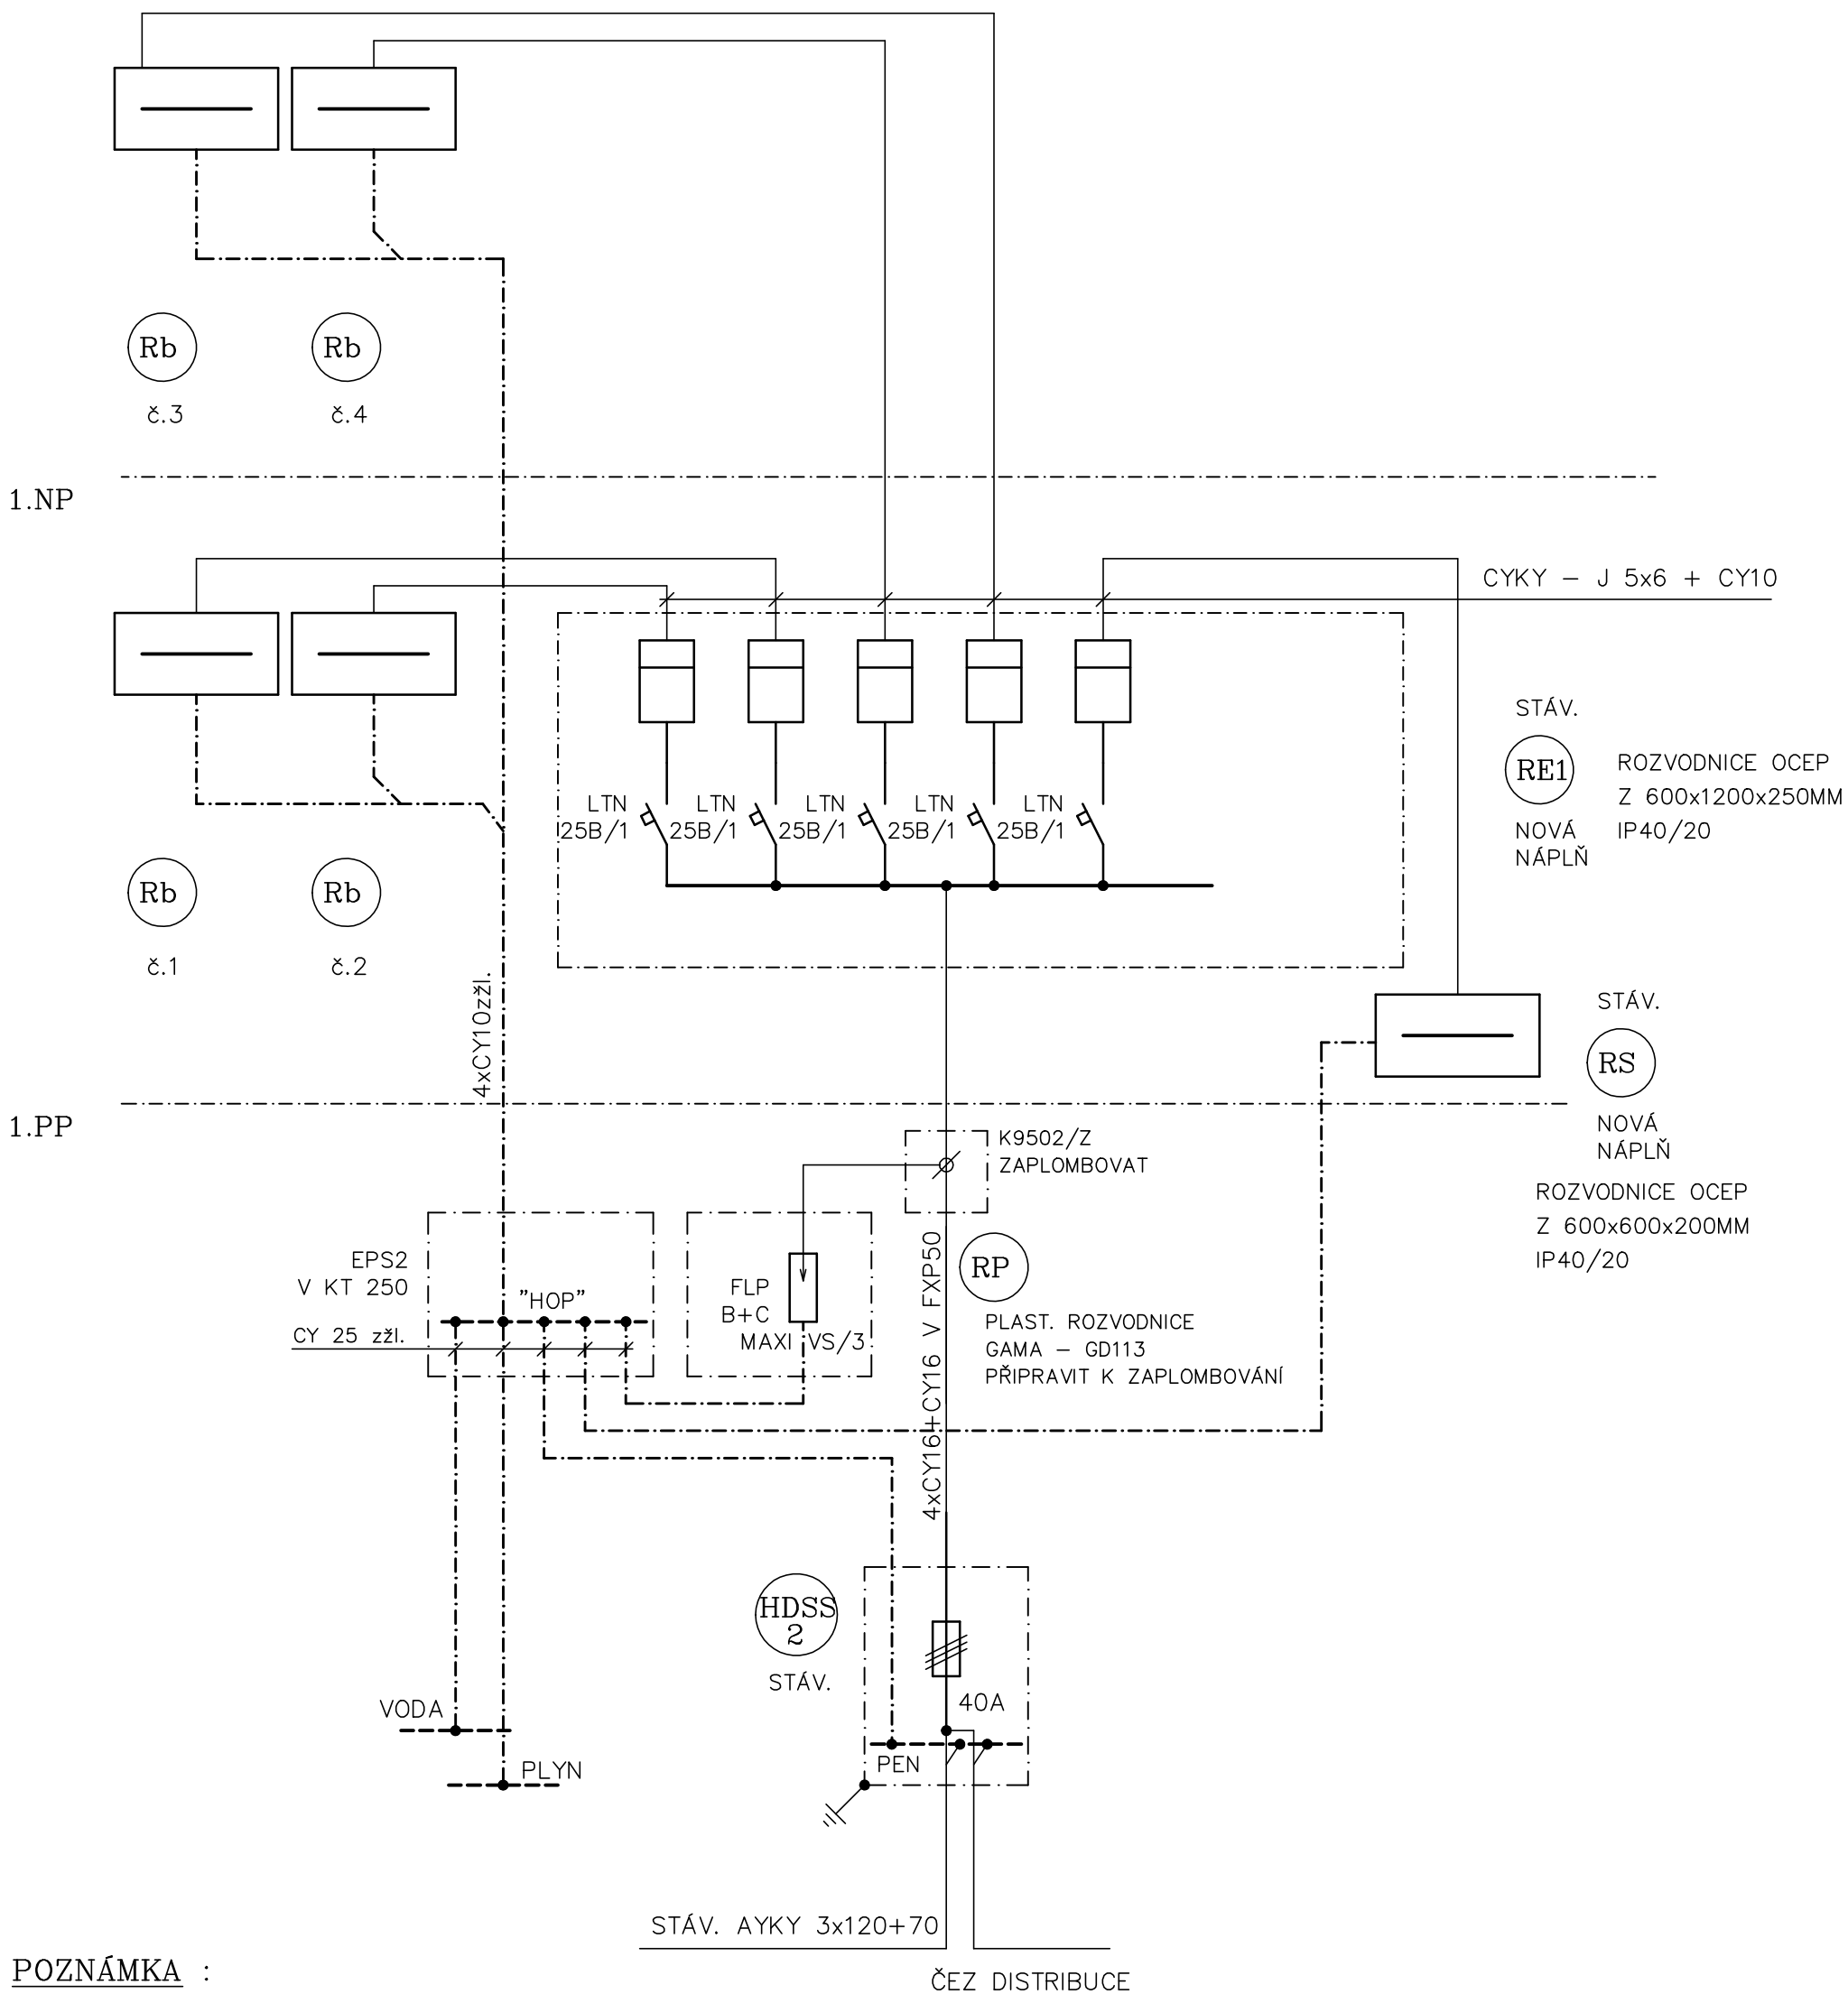 Rb
Rb
č.3
č.4
1.NP
CYKY – J 5x6 + CY10
STÁV.
RE1
ROZVODNICE OCEP
Z 600x1200x250MM
IP40/20
NOVÁ
NÁPLŇ
LTN
25B/1
LTN
25B/1
LTN
25B/1
LTN
25B/1
LTN
25B/1
Rb
Rb
č.1
č.2
4xCY10zžl.
STÁV.
RS
NOVÁ
NÁPLŇ
ROZVODNICE OCEP
Z 600x600x200MM
IP40/20
1.PP
K9502/Z
ZAPLOMBOVAT
EPS2
V KT 250
"HOP"
CY 25 zžl.
FLP
B+C
MAXI VS/3
4xCY16+CY16 V FXP50
RP
PLAST. ROZVODNICE
GAMA – GD113
PŘIPRAVIT K ZAPLOMBOVÁNÍ
HDSS
2
STÁV.
40A
PEN
VODA
PLYN
STÁV. AYKY 3x120+70
ČEZ DISTRIBUCE
POZNÁMKA :